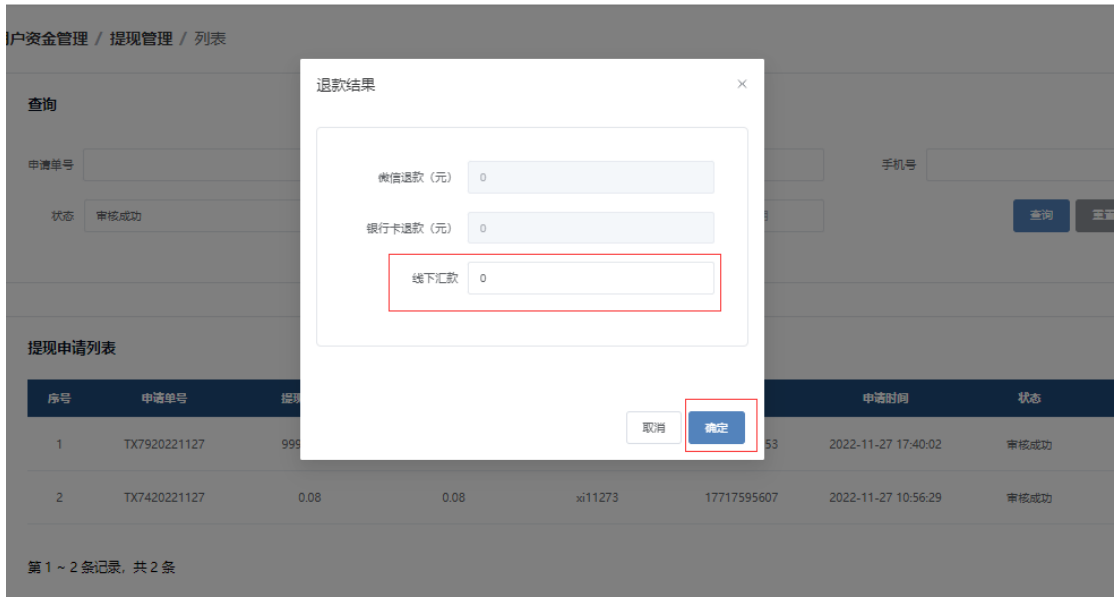 户资金管理 / 提现管理 / 列表
退款结果
查询
申请单号
手机号
微信退款（元） 0
状态 审核成功
查询
银行卡退款（元） 0
线下汇款 0
提现申请列表
序号 申请单号 申请时间 状态
取消 确定
1 TX7920221127 999 53 2022-11-27 17:40:02 审核成功
2 TX7420221127 0.08 0.08 xi11273 17717595607 2022-11-27 10:56:29 审核成功
第 1 ~ 2 条记录, 共 2 条